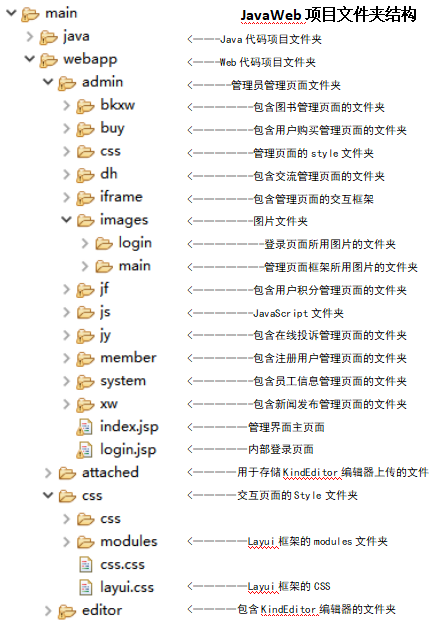 main JavaWeb 项目文件夹结构
java <————Java 代码项目文件夹
webapp <————Web 代码项目文件夹
admin <—————管理员管理页面文件夹
bkxw <———————包含图书管理页面的文件夹
buy <———————包含用户购买管理页面的文件夹
css <———————管理页面的 style 文件夹
dh <———————包含交流管理页面的文件夹
iframe <———————包含管理页面的交互框架
images <———————图片文件夹
login <————————登录页面所用图片的文件夹
main <————————管理页面框架所用图片的文件夹
jf <———————包含用户积分管理页面的文件夹
js <———————JavaScript 文件夹
jy <———————包含在线投诉管理页面的文件夹
member <———————包含注册用户管理页面的文件夹
system <———————包含员工信息管理页面的文件夹
xw <———————包含新闻发布管理页面的文件夹
index.jsp <——————管理界面主页面
login.jsp <——————内部登录页面
attached <—————用于存储 KindEditor 编辑器上传的文件
css <—————交互页面的 Style 文件夹
css
modules <——————Layui 框架的 modules 文件夹
css.css
layui.css <——————Layui 框架的 CSS
editor <—————包含 KindEditor 编辑器的文件夹